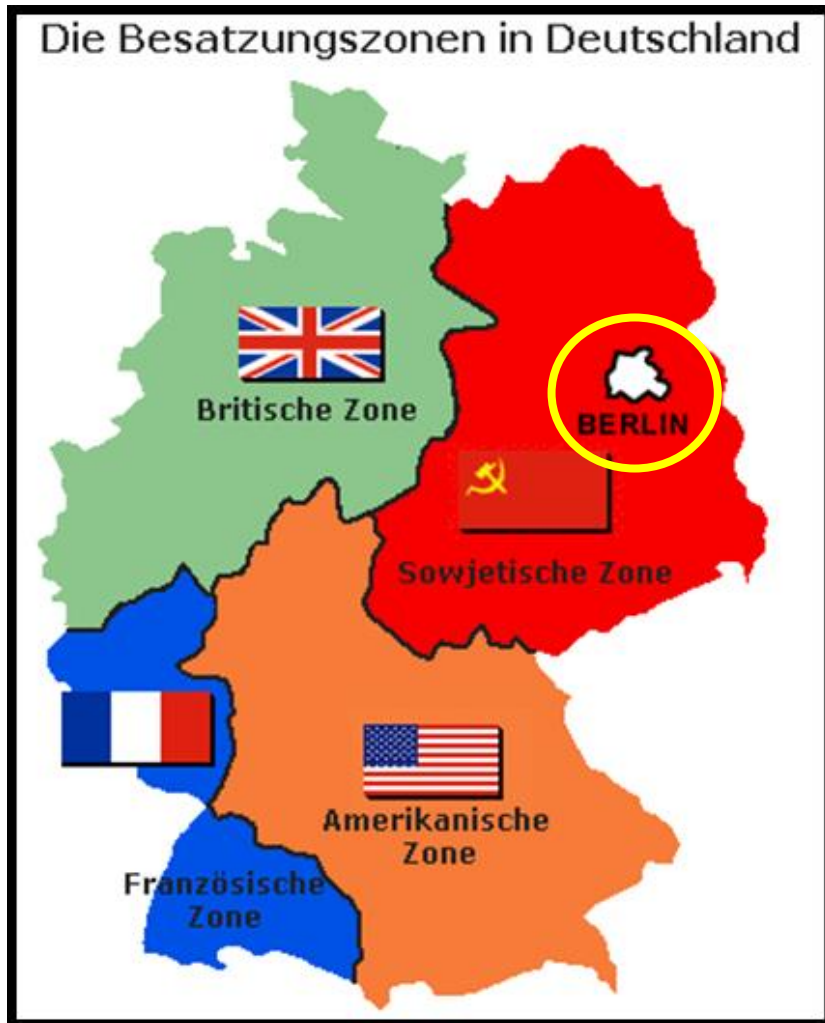 Die Besatzungszonen in Deutschland
Britische Zone
BERLIN
Sowjetische Zone
Amerikanische
Zone
Französische
Zone